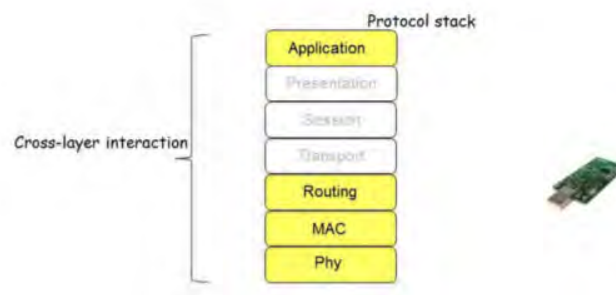 Protocol stack
Application
Presentation
Session
Transport
Cross-layer interaction
Routing
MAC
Phy